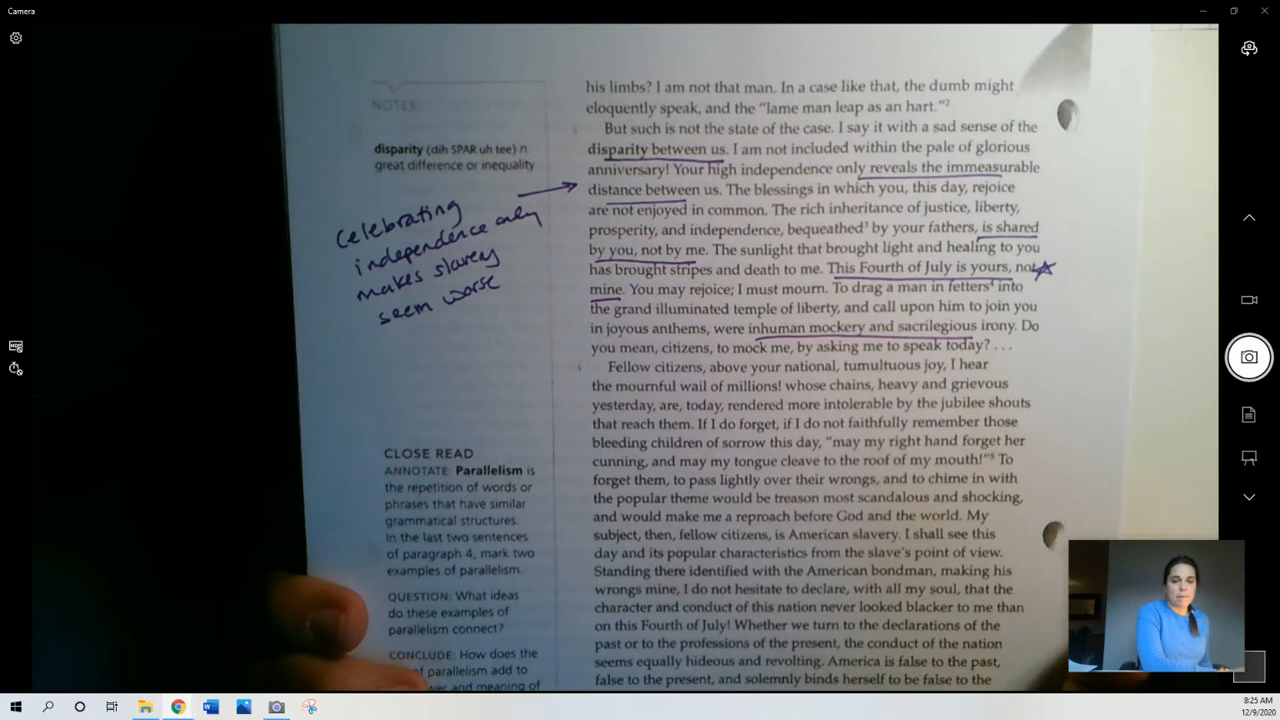 Camera
NOTES
disparity (dih SPAR uh tee) n
great difference or inequality
celebrating
independence only
makes slavery
seem worse
CLOSE READ
ANNOTATE: Parallelism is
the repetition of words or
phrases that have similar
grammatical structures.
In the last two sentences
of paragraph 4, mark two
examples of parallelism.
QUESTION: What ideas
do these examples of
parallelism connect?
CONCLUDE: How does the
of parallelism add to
and meaning of
his limbs? I am not that man. In a case like that, the dumb might
eloquently speak, and the “lame man leap as an hart.”2
But such is not the state of the case. I say it with a sad sense of the
disparity between us. I am not included within the pale of glorious
anniversary! Your high independence only reveals the immeasurable
distance between us. The blessings in which you, this day, rejoice
are not enjoyed in common. The rich inheritance of justice, liberty,
prosperity, and independence, bequeathed3 by your fathers, is shared
by you, not by me. The sunlight that brought light and healing to you
has brought stripes and death to me. This Fourth of July is yours, not
mine. You may rejoice; I must mourn. To drag a man in fetters4 into
the grand illuminated temple of liberty, and call upon him to join you
in joyous anthems, were inhuman mockery and sacrilegious irony. Do
you mean, citizens, to mock me, by asking me to speak today? . . .
4
Fellow citizens, above your national, tumultuous joy, I hear
the mournful wail of millions! whose chains, heavy and grievous
yesterday, are, today, rendered more intolerable by the jubilee shouts
that reach them. If I do forget, if I do not faithfully remember those
bleeding children of sorrow this day, “may my right hand forget her
cunning, and may my tongue cleave to the roof of my mouth!”5 To
forget them, to pass lightly over their wrongs, and to chime in with
the popular theme would be treason most scandalous and shocking,
and would make me a reproach before God and the world. My
subject, then, fellow citizens, is American slavery. I shall see this
day and its popular characteristics from the slave’s point of view.
Standing there identified with the American bondman, making his
wrongs mine, I do not hesitate to declare, with all my soul, that the
character and conduct of this nation never looked blacker to me than
on this Fourth of July! Whether we turn to the declarations of the
past or to the professions of the present, the conduct of the nation
seems equally hideous and revolting. America is false to the past,
false to the present, and solemnly binds herself to be false to the
8:25 AM
12/9/2020